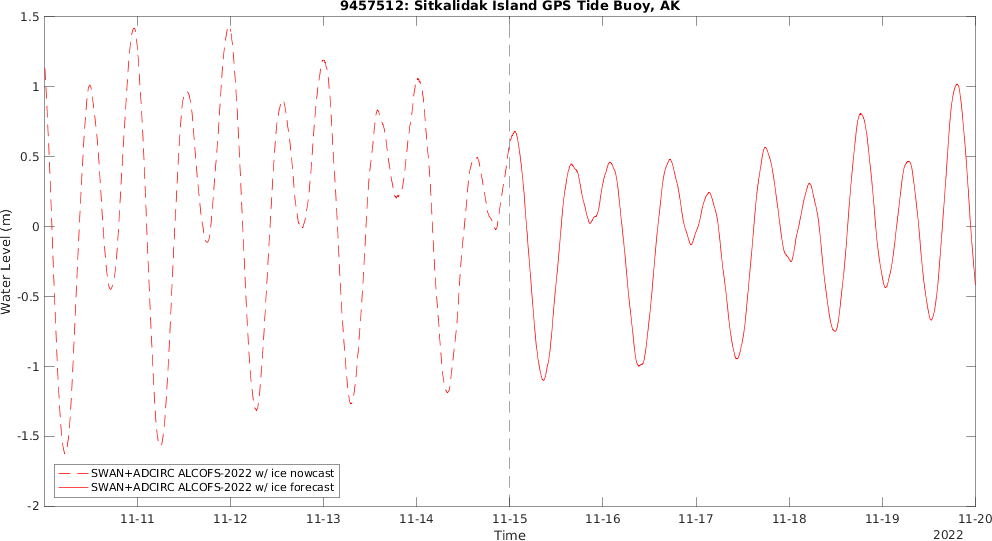 9457512: Sitkalidak Island GPS Tide Buoy, AK
1.5
1
0.5
0
-0.5
-1
-1.5
-2
Water Level (m)
SWAN+ADCIRC ALCOFS-2022 w/ ice nowcast
SWAN+ADCIRC ALCOFS-2022 w/ ice forecast
11-11 11-12 11-13 11-14 11-15 11-16 11-17 11-18 11-19 11-20
Time
2022